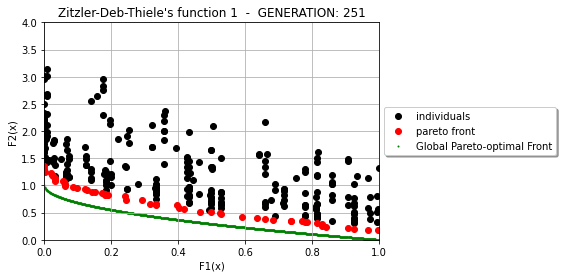 Zitzler-Deb-Thiele's function 1 - GENERATION: 251
4.0
3.5
3.0
2.5
2.0
1.5
1.0
0.5
0.0
F2(x)
0.0 0.2 0.4 0.6 0.8 1.0
F1(x)
individuals
pareto front
Global Pareto-optimal Front